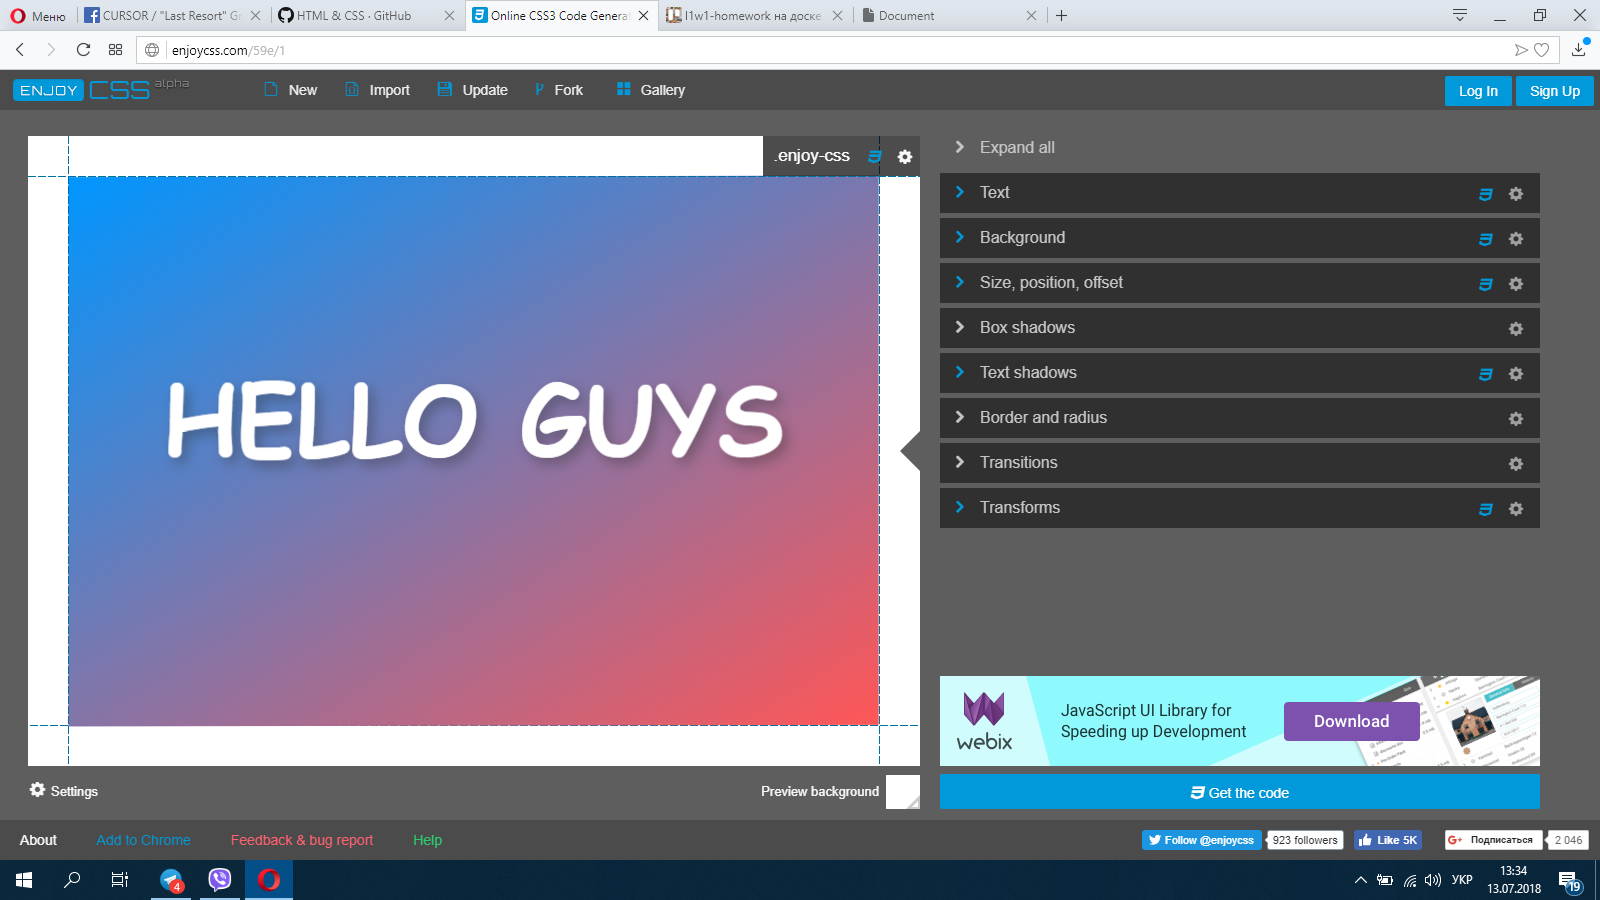 Меню
CURSOR / "Last Resort" Gr
HTML & CSS · GitHub
Online CSS3 Code Genera
l1w1-homework на доске
Document
enjoycss.com/59e/1
ENJOY CSS alpha
New
Import
Update
Fork
Gallery
Log In
Sign Up
.enjoy-css
HELLO GUYS
Expand all
Text
Background
Size, position, offset
Box shadows
Text shadows
Border and radius
Transitions
Transforms
webix
JavaScript UI Library for
Speeding up Development
Download
Settings
Preview background
Get the code
About
Add to Chrome
Feedback & bug report
Help
Follow @enjoycss
923 followers
Like 5K
G+ Подписаться
2 046
4
УКР
13:34
13.07.2018
19